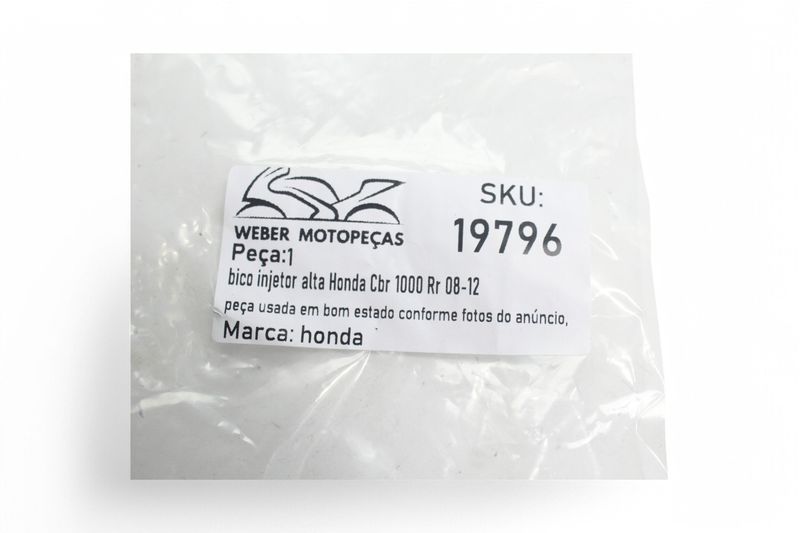 WEBER MOTOPEÇAS
SKU:
19796
Peça:1
bico injetor alta Honda Cbr 1000 Rr 08-12
peça usada em bom estado conforme fotos do anúncio,
Marca: honda